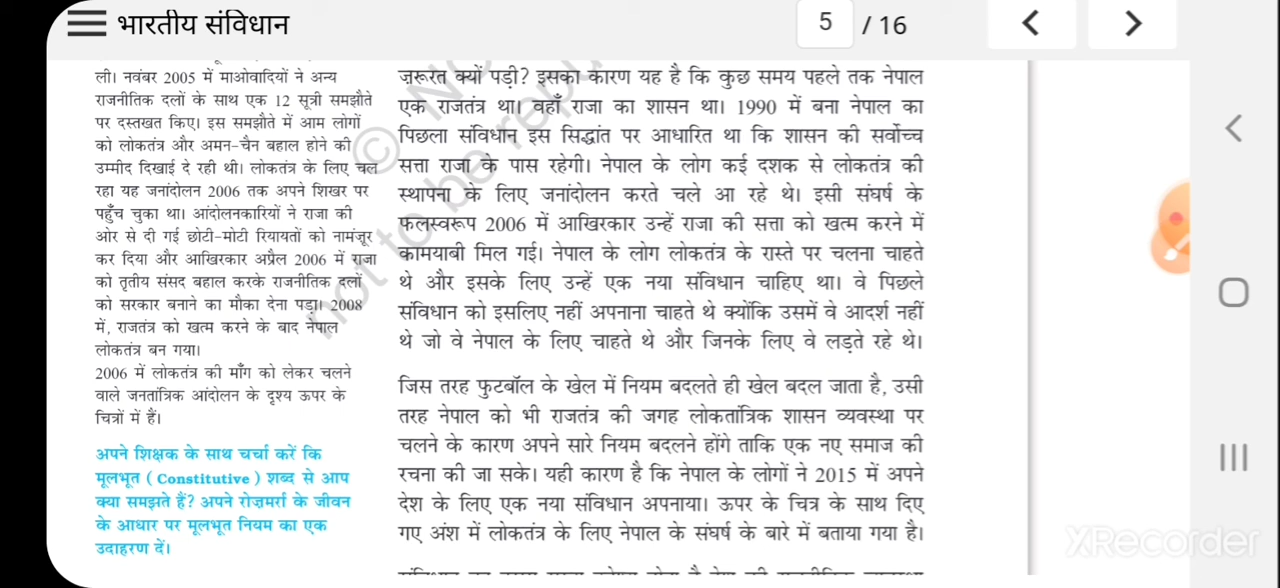 भारतीय संविधान
5 / 16
ली। नवंबर 2005 में माओवादियों ने अन्य
राजनीतिक दलों के साथ एक 12 सूत्री समझौते
पर दस्तखत किए। इस समझौते में आम लोगों
को लोकतंत्र और अमन-चैन बहाल होने की
उम्मीद दिखाई दे रही थी। लोकतंत्र के लिए चल
रहा यह जनांदोलन 2006 तक अपने शिखर पर
पहुँच चुका था। आंदोलनकारियों ने राजा की
ओर से दी गई छोटी-मोटी रियायतों को नामंज़ूर
कर दिया और आखिरकार अप्रैल 2006 में राजा
को तृतीय संसद बहाल करके राजनीतिक दलों
को सरकार बनाने का मौका देना पड़ा। 2008
में, राजतंत्र को खत्म करने के बाद नेपाल
लोकतंत्र बन गया।
2006 में लोकतंत्र की माँग को लेकर चलने
वाले जनतांत्रिक आंदोलन के दृश्य ऊपर के
चित्रों में हैं।
अपने शिक्षक के साथ चर्चा करें कि
मूलभूत (Constitutive) शब्द से आप
क्या समझते हैं? अपने रोज़मर्रा के जीवन
के आधार पर मूलभूत नियम का एक
उदाहरण दें।
ज़रूरत क्यों पड़ी? इसका कारण यह है कि कुछ समय पहले तक नेपाल
एक राजतंत्र था। वहाँ राजा का शासन था। 1990 में बना नेपाल का
पिछला संविधान इस सिद्धांत पर आधारित था कि शासन की सर्वोच्च
सत्ता राजा के पास रहेगी। नेपाल के लोग कई दशक से लोकतंत्र की
स्थापना के लिए जनांदोलन करते चले आ रहे थे। इसी संघर्ष के
फलस्वरूप 2006 में आखिरकार उन्हें राजा की सत्ता को खत्म करने में
कामयाबी मिल गई। नेपाल के लोग लोकतंत्र के रास्ते पर चलना चाहते
थे और इसके लिए उन्हें एक नया संविधान चाहिए था। वे पिछले
संविधान को इसलिए नहीं अपनाना चाहते थे क्योंकि उसमें वे आदर्श नहीं
थे जो वे नेपाल के लिए चाहते थे और जिनके लिए वे लड़ते रहे थे।
जिस तरह फुटबॉल के खेल में नियम बदलते ही खेल बदल जाता है, उसी
तरह नेपाल को भी राजतंत्र की जगह लोकतांत्रिक शासन व्यवस्था पर
चलने के कारण अपने सारे नियम बदलने होंगे ताकि एक नए समाज की
रचना की जा सके। यही कारण है कि नेपाल के लोगों ने 2015 में अपने
देश के लिए एक नया संविधान अपनाया। ऊपर के चित्र के साथ दिए
गए अंश में लोकतंत्र के लिए नेपाल के संघर्ष के बारे में बताया गया है।
not to be repu
XRecorder